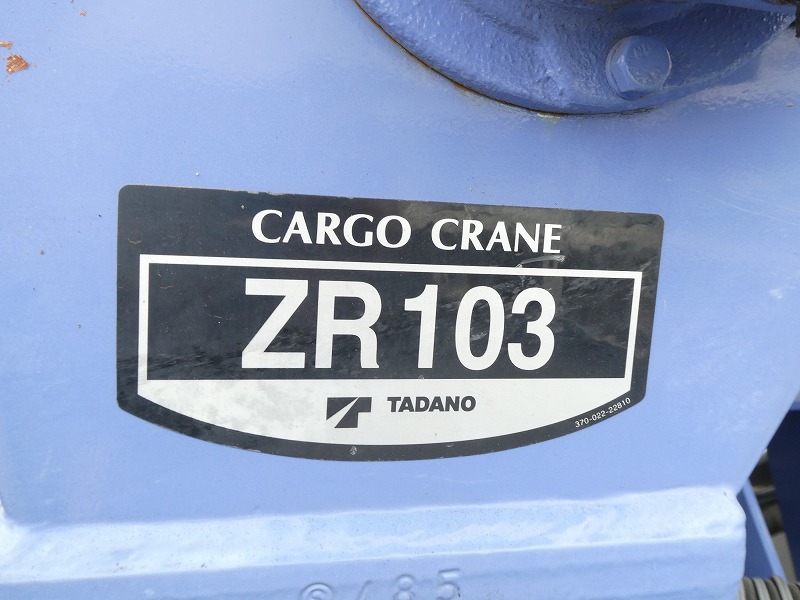 CARGO CRANE
ZR103
TADANO
370-022-22810